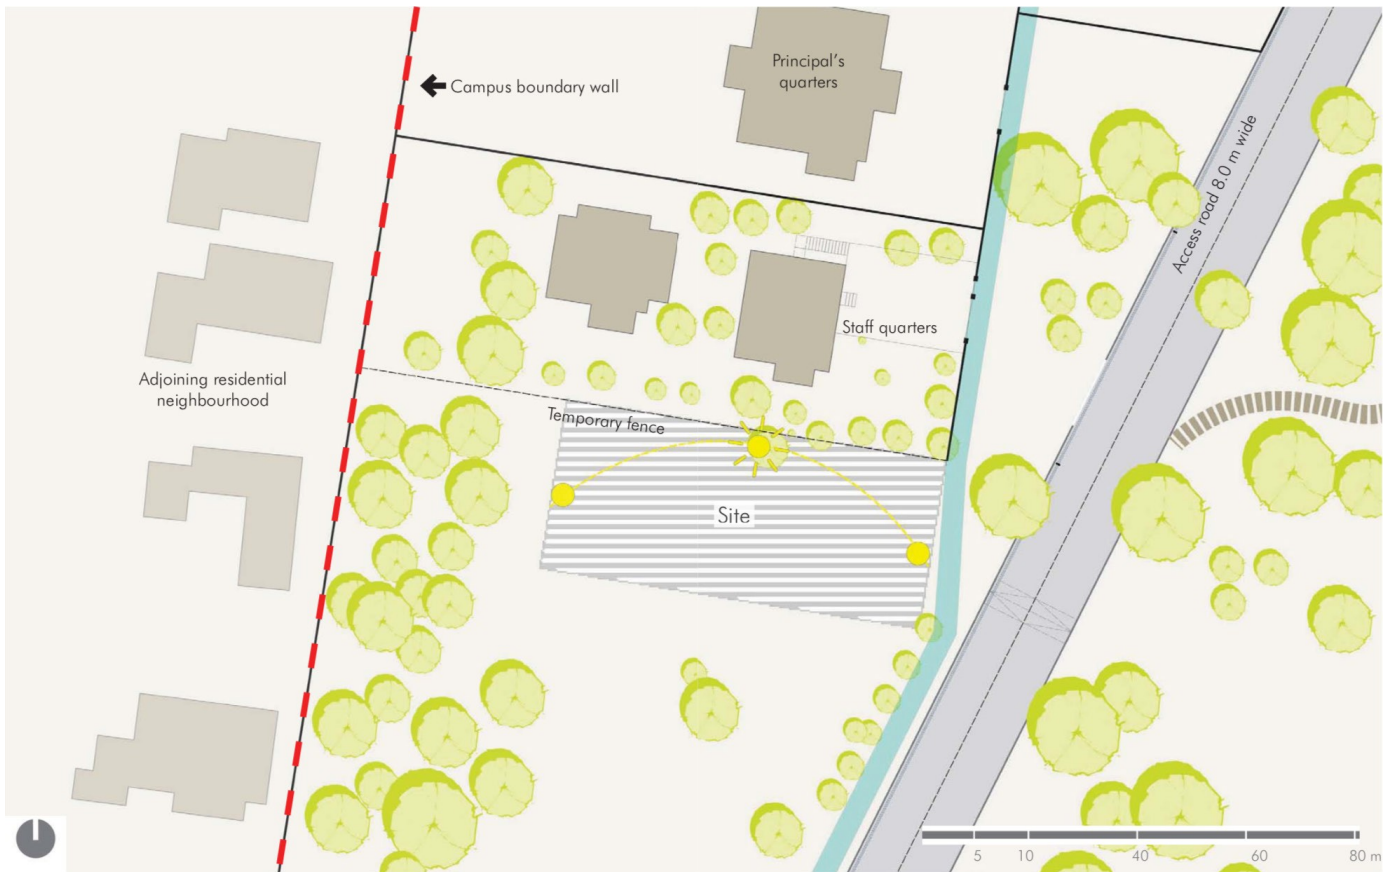 Principal's
quarters
Campus boundary wall
Access road 8.0 m wide
Staff quarters
Adjoining residential
neighbourhood
Temporary fence
Site
5 10 40 60 80 m